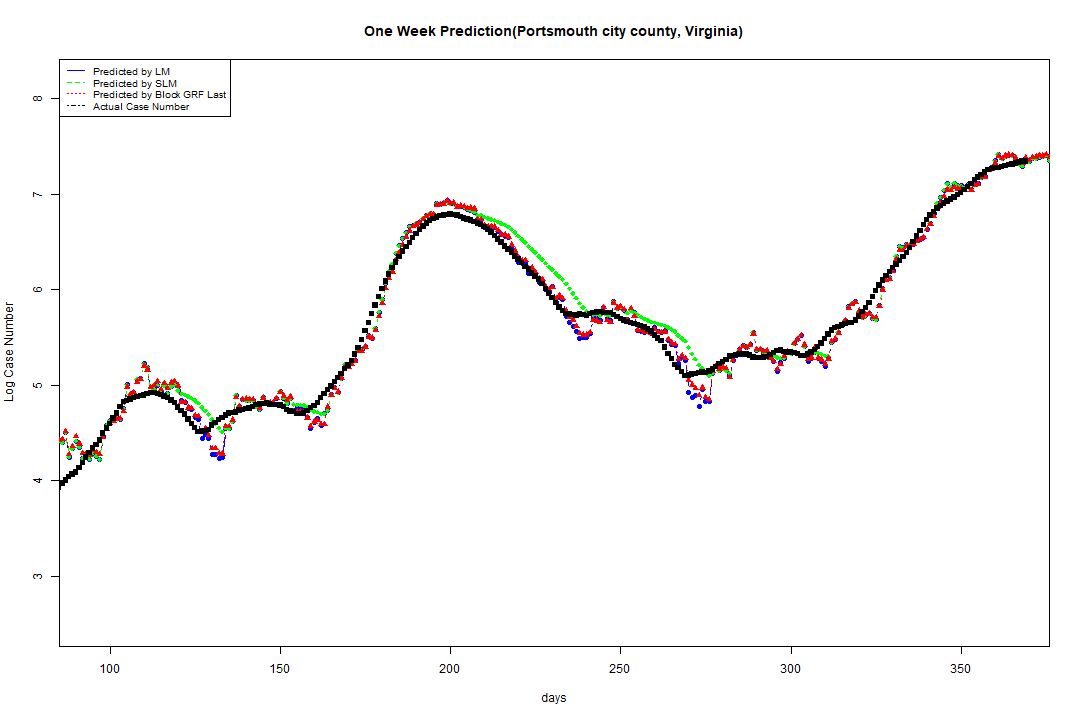 One Week Prediction(Portsmouth city county, Virginia)
Predicted by LM
Predicted by SLM
Predicted by Block GRF Last
Actual Case Number
8
7
6
5
4
3
Log Case Number
100 150 200 250 300 350
days